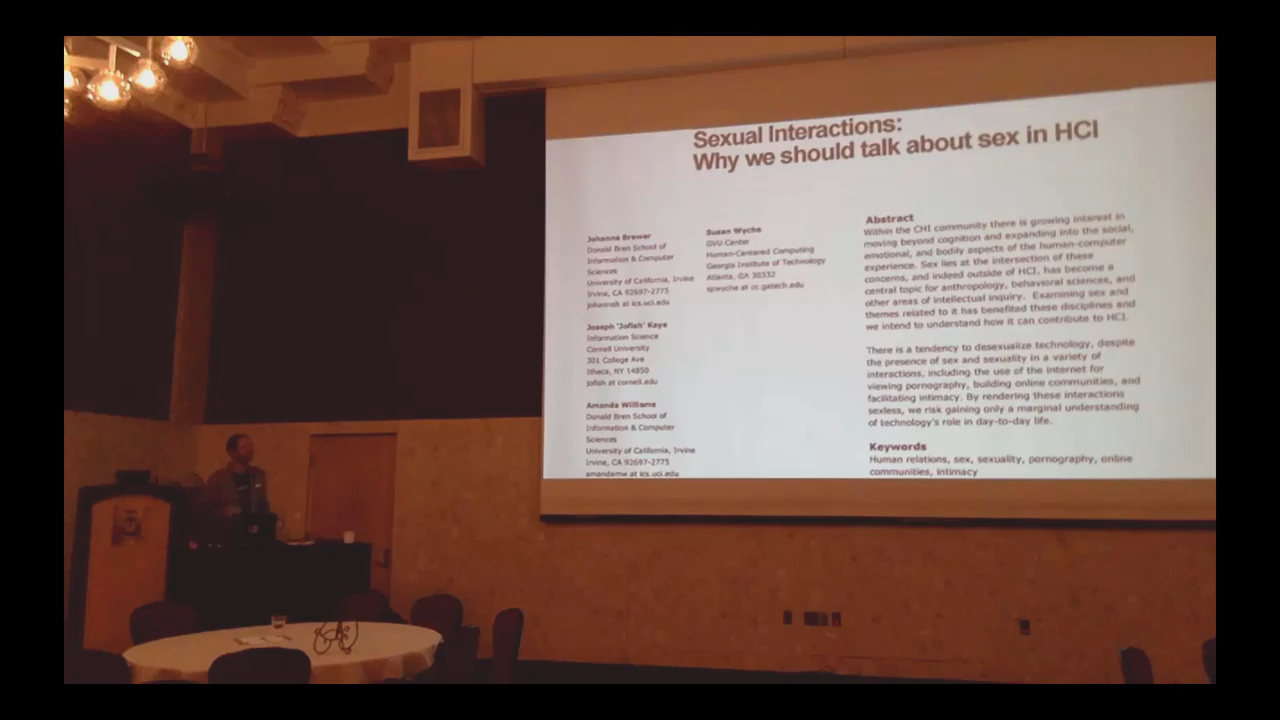 Sexual Interactions:
Why we should talk about sex in HCI
Johanna Brewer
Donald Bren School of
Information & Computer
Sciences
University of California, Irvine
Irvine, CA 92697-2775
johannab at ics.uci.edu
Joseph 'Jofish' Kaye
Information Science
Cornell University
301 College Ave
Ithaca, NY 14850
jofish at cornell.edu
Amanda Williams
Donald Bren School of
Information & Computer
Sciences
University of California, Irvine
Irvine, CA 92697-2775
amandamw at ics.uci.edu
Susan Wyche
GVU Center
Human-Centered Computing
Georgia Institute of Technology
Atlanta, GA 30332
spwyche at cc.gatech.edu
Abstract
Within the CHI community there is growing interest in
moving beyond cognition and expanding into the social,
emotional, and bodily aspects of the human-computer
experience. Sex lies at the intersection of these
concerns, and indeed outside of HCI, has become a
central topic for anthropology, behavioral sciences, and
other areas of intellectual inquiry. Examining sex and
themes related to it has benefited these disciplines and
we intend to understand how it can contribute to HCI.
There is a tendency to desexualize technology, despite
the presence of sex and sexuality in a variety of
interactions, including the use of the internet for
viewing pornography, building online communities, and
facilitating intimacy. By rendering these interactions
sexless, we risk gaining only a marginal understanding
of technology's role in day-to-day life.
Keywords
Human relations, sex, sexuality, pornography, online
communities, intimacy